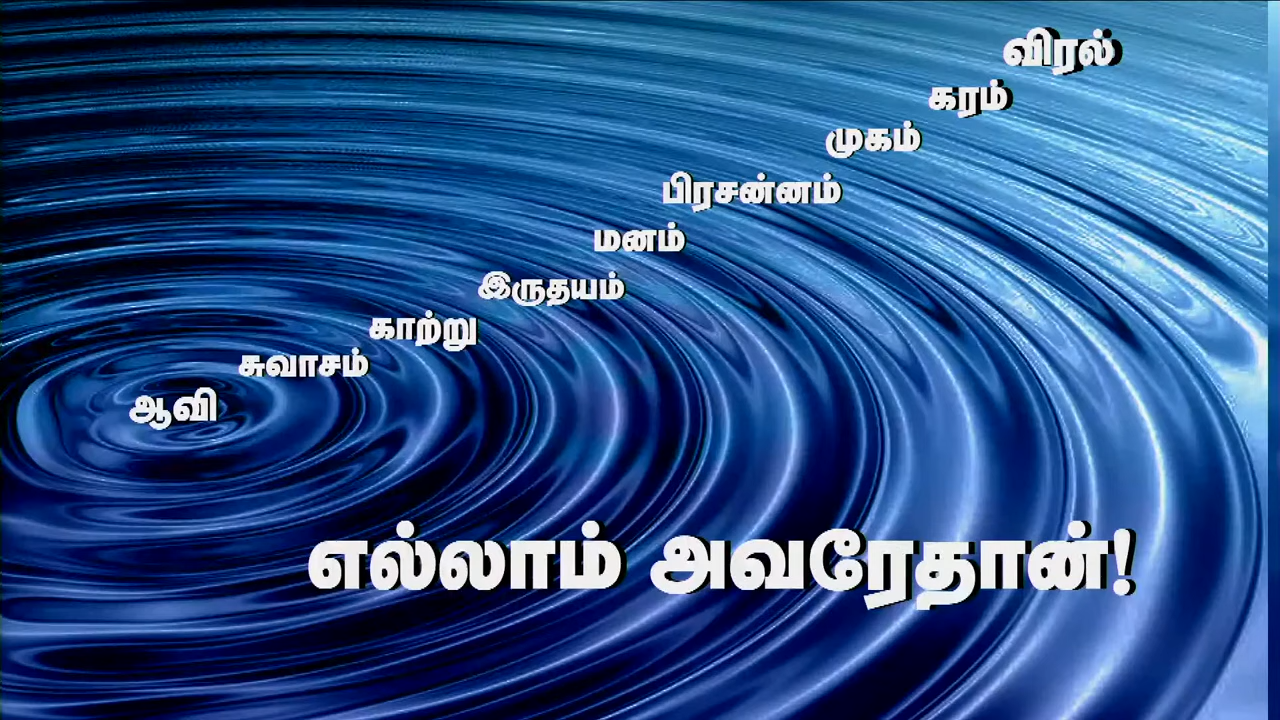 விரல்
கரம்
முகம்
பிரசன்னம்
மனம்
இருதயம்
காற்று
சுவாசம்
ஆவி
எல்லாம் அவரேதான்!